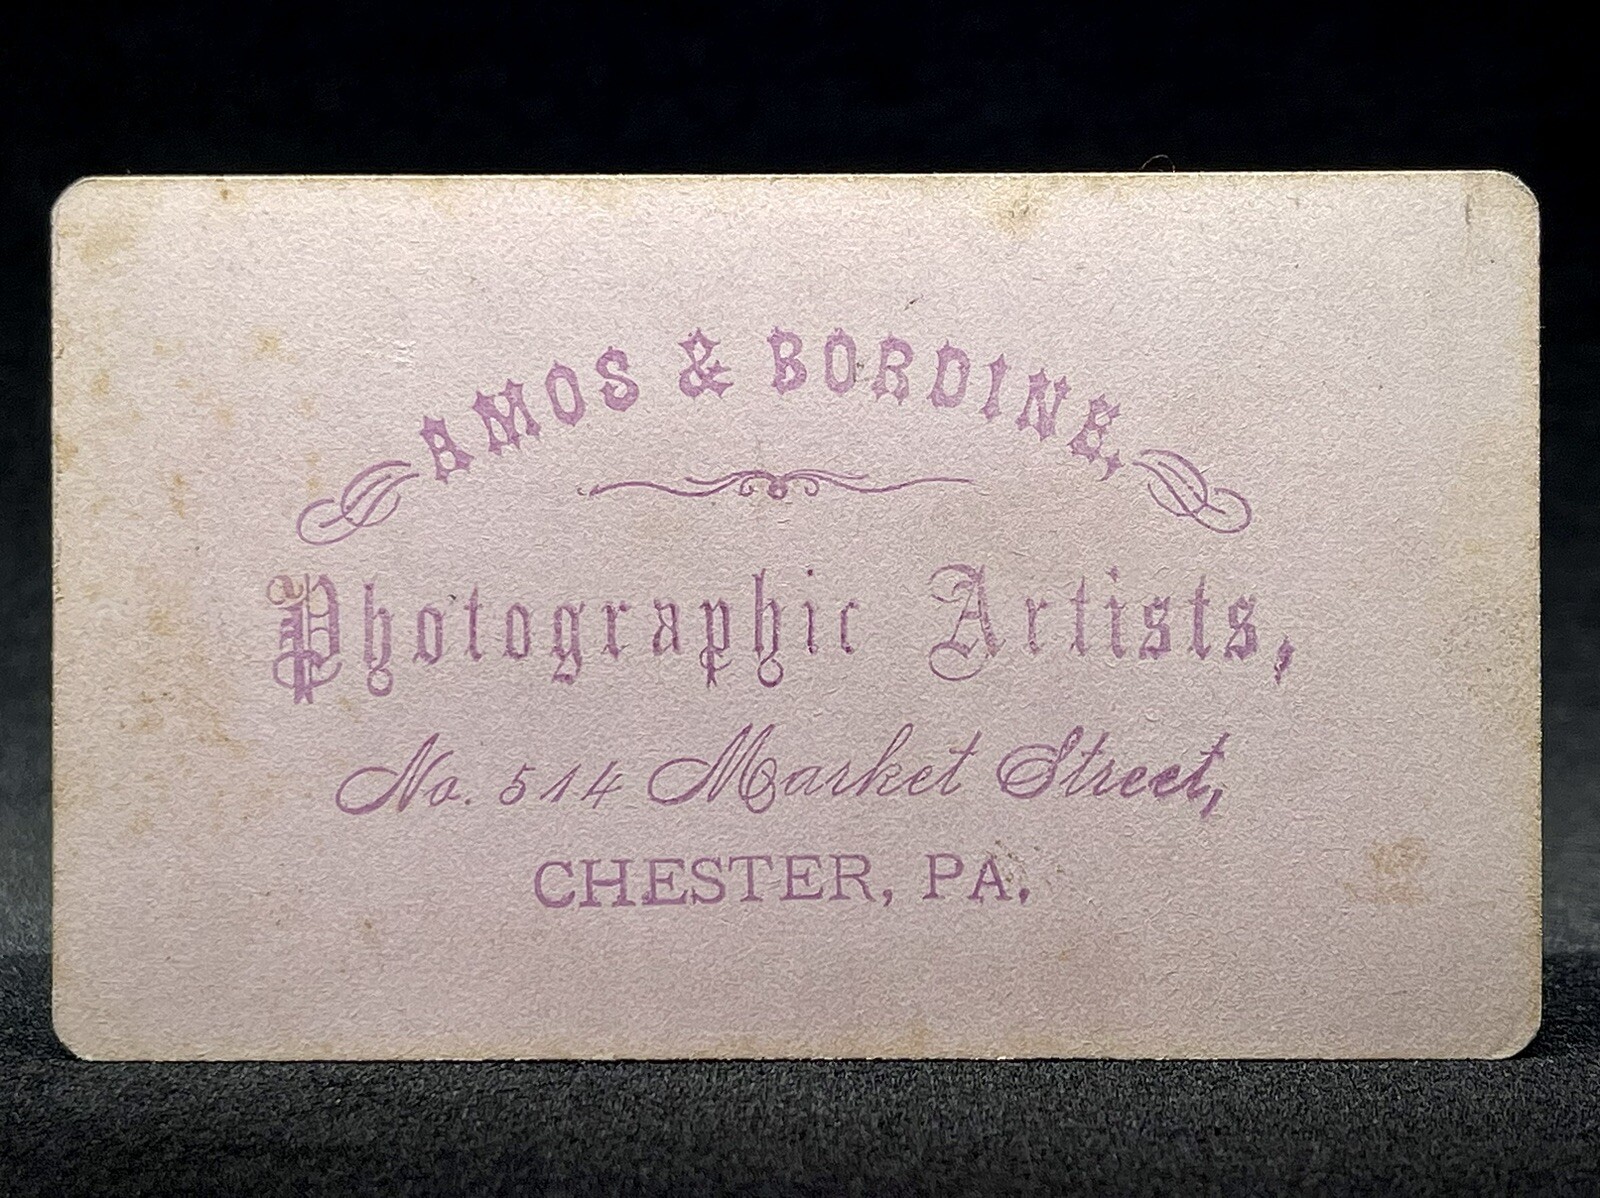 AMOS & BORDINE,
Photographic Artists,
No. 514 Market Street,
CHESTER, PA.